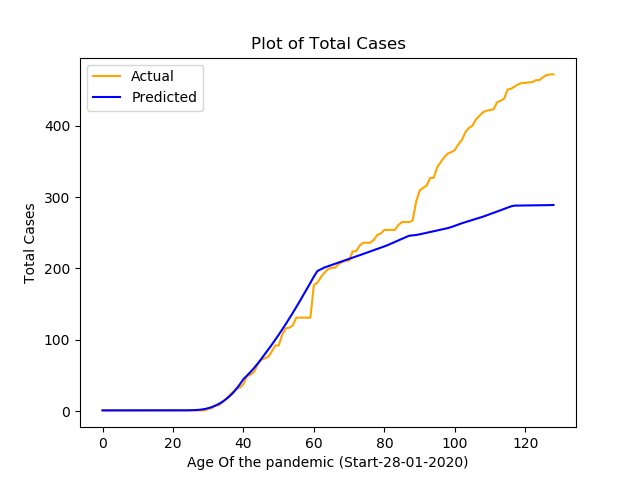 Plot of Total Cases
Actual
Predicted
400
300
200
100
0
Total Cases
0 20 40 60 80 100 120
Age Of the pandemic (Start-28-01-2020)